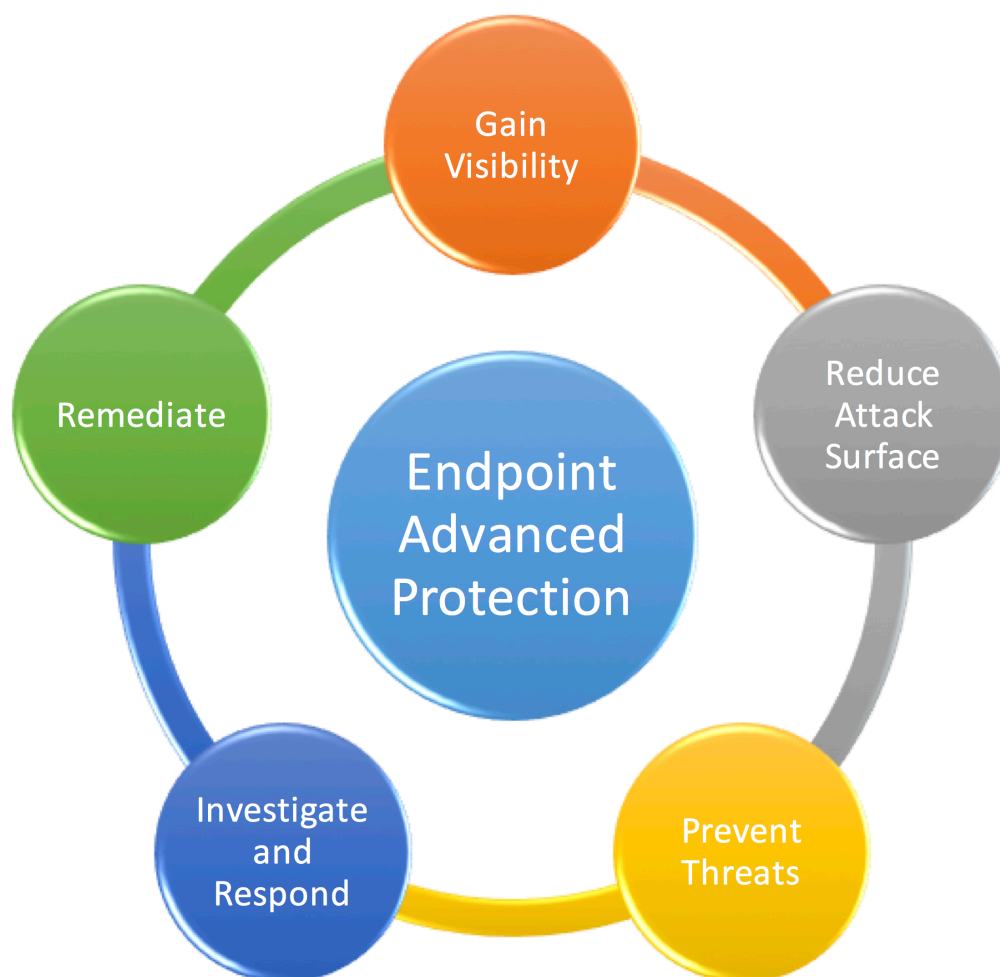 Gain
Visibility
Reduce
Attack
Surface
Remediate
Endpoint
Advanced
Protection
Investigate
and
Respond
Prevent
Threats